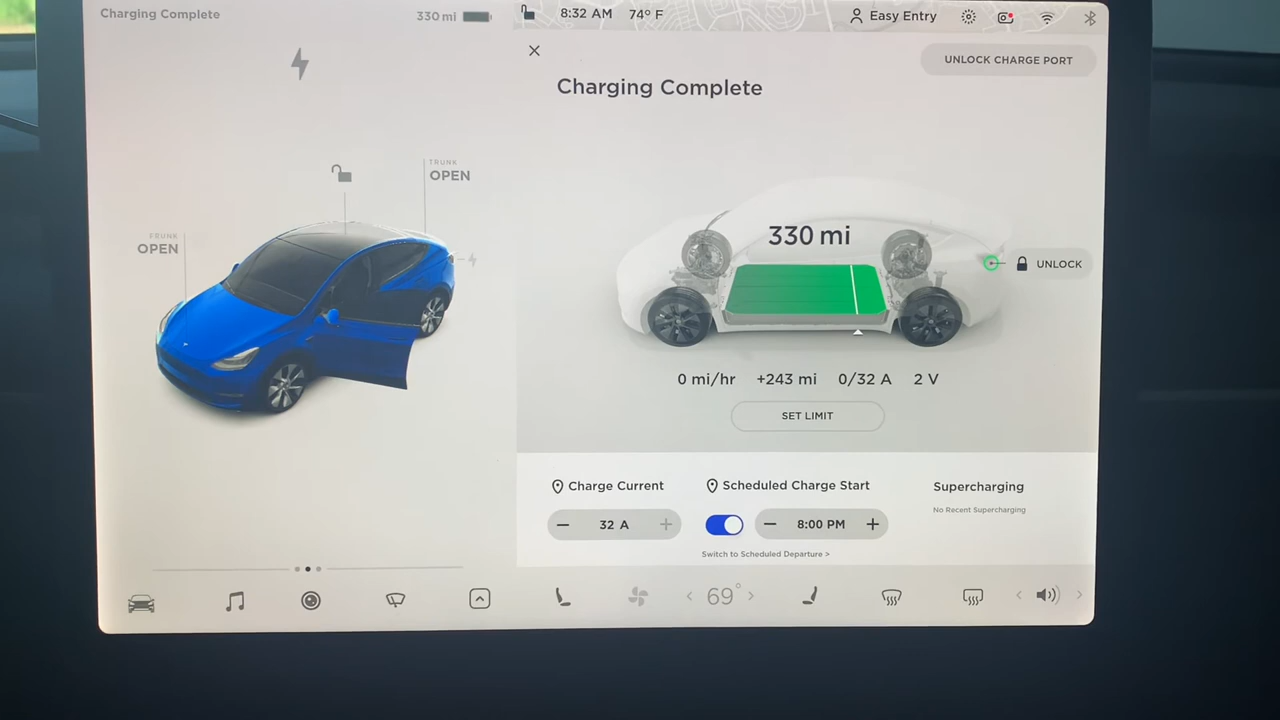 Charging Complete
330 mi
8:32 AM
74° F
Easy Entry
UNLOCK CHARGE PORT
Charging Complete
TRUNK
OPEN
FRUNK
OPEN
330 mi
UNLOCK
0 mi/hr +243 mi 0/32 A 2 V
SET LIMIT
Charge Current
32 A
Scheduled Charge Start
8:00 PM
Switch to Scheduled Departure >
Supercharging
No Recent Supercharging
69°